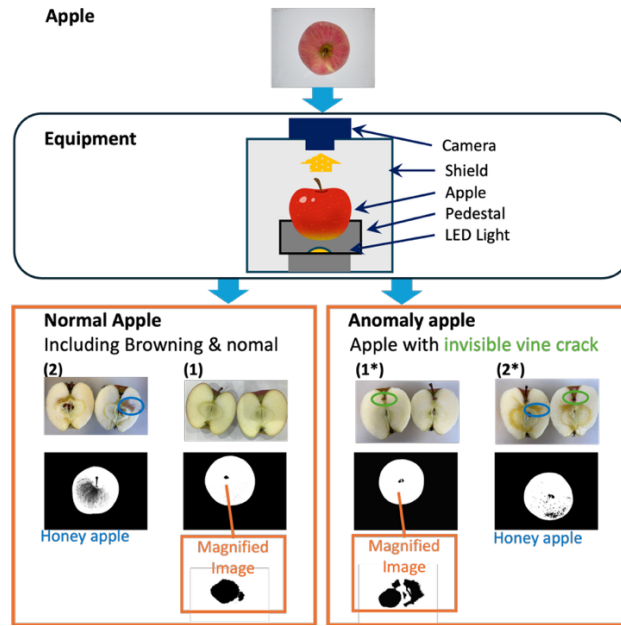 Apple
Equipment
Camera
Shield
Apple
Pedestal
LED Light
Normal Apple
Including Browning & nomal
(2)
(1)
Honey apple
Magnified
Image
Anomaly apple
Apple with invisible vine crack
(1*)
(2*)
Honey apple
Magnified
Image